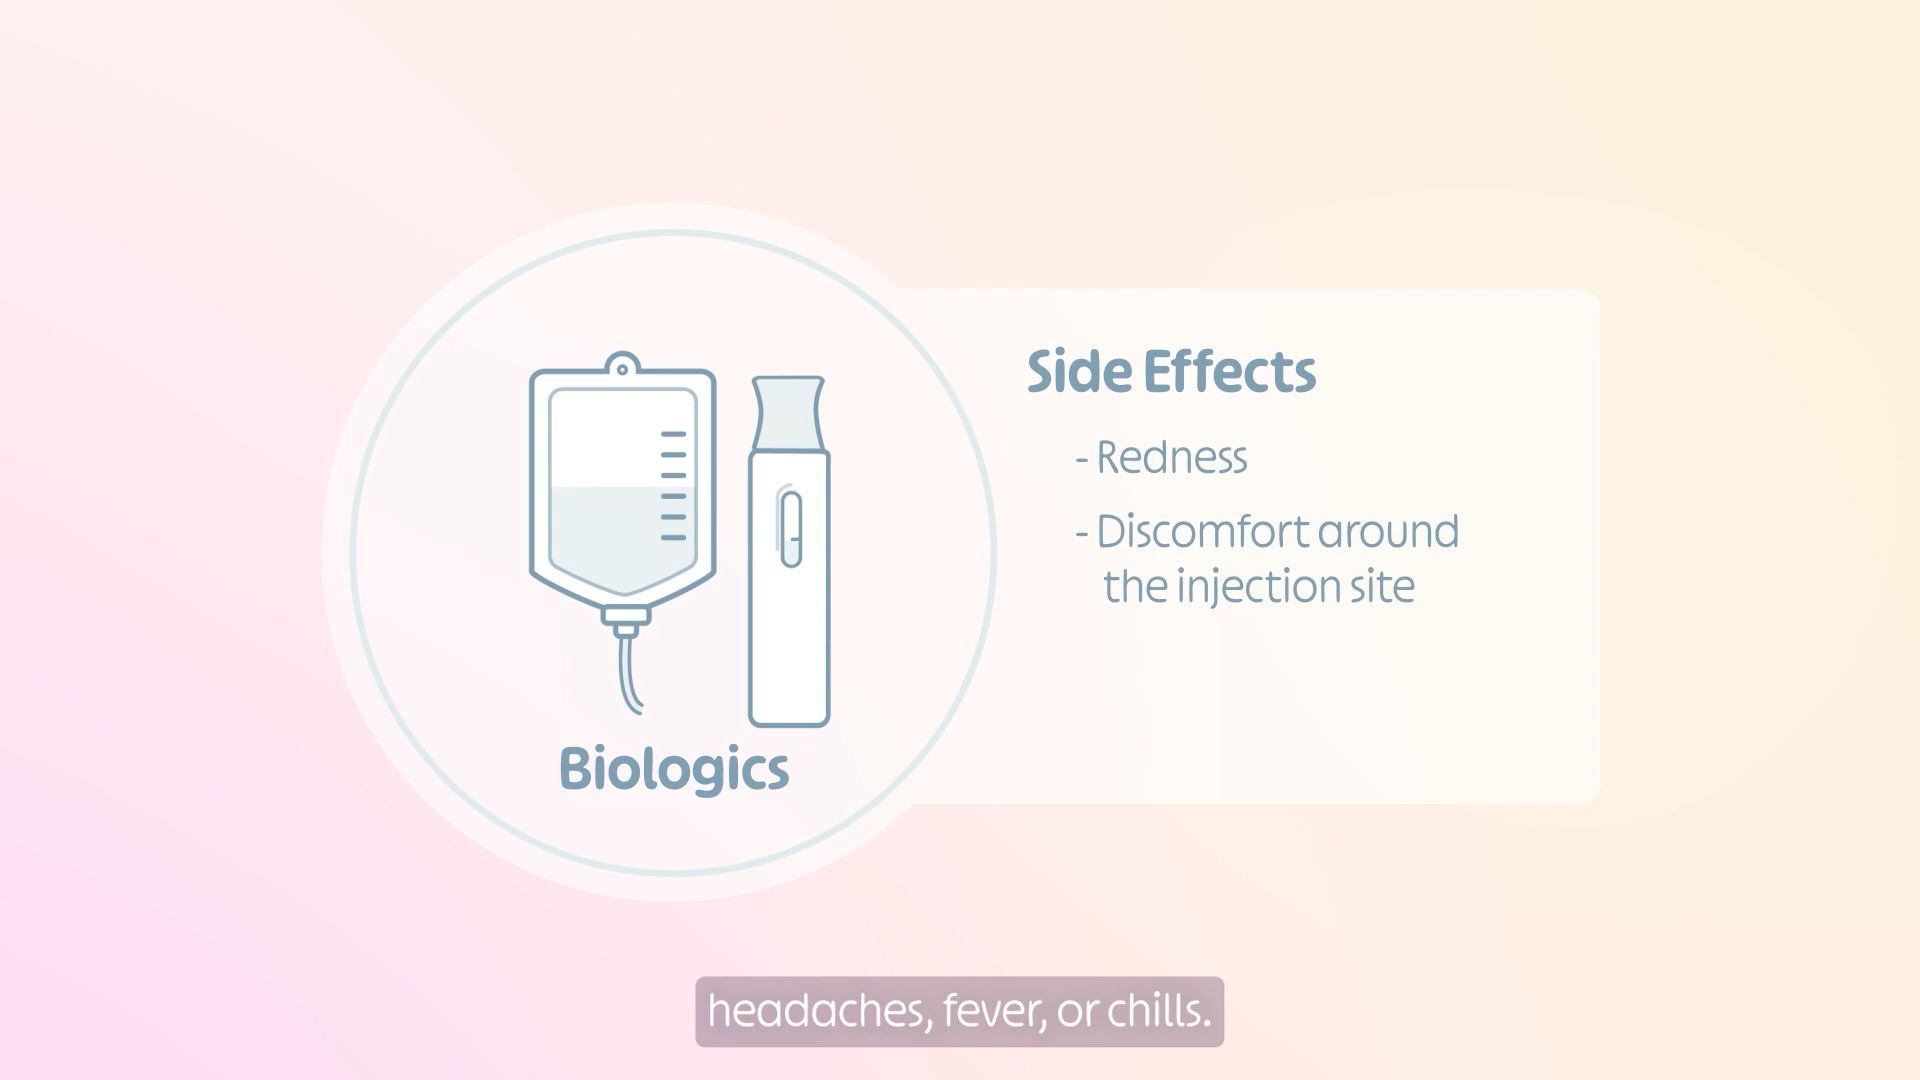 Side Effects
- Redness
- Discomfort around
the injection site
Biologics
headaches, fever, or chills.